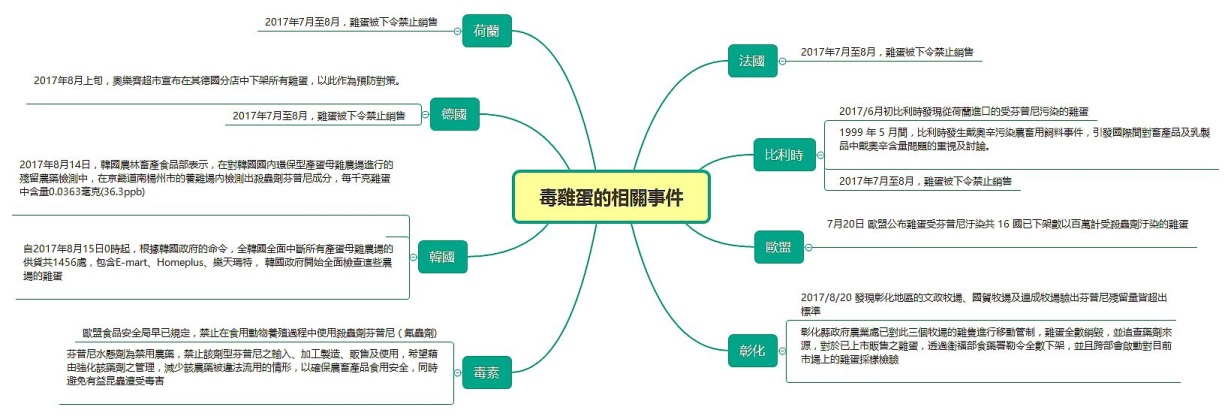 毒雞蛋的相關事件
荷蘭
2017年7月至8月，雞蛋被下令禁止銷售
德國
2017年8月上旬，奧樂齊超市宣布在其德國分店中下架所有雞蛋，以此作為預防對策。
2017年7月至8月，雞蛋被下令禁止銷售
韓國
2017年8月14日，韓國農林畜產食品部表示，在對韓國國內環保型產蛋母雞農場進行的
殘留農藥檢測中，在京畿道南楊州市的養雞場內檢測出殺蟲劑芬普尼成分，每千克雞蛋
中含量0.0363毫克(36.3ppb)
自2017年8月15日0時起，根據韓國政府的命令，全韓國全面中斷所有產蛋母雞農場的
供貨共1456處，包含E-mart、Homeplus、樂天瑪特， 韓國政府開始全面檢查這些農
場的雞蛋
毒素
歐盟食品安全局早已規定，禁止在食用動物養殖過程中使用殺蟲劑芬普尼（氟蟲劑)
芬普尼水懸劑為禁用農藥，禁止該劑型芬普尼之輸入、加工製造、販售及使用，希望藉
由強化該藥劑之管理，減少該農藥被違法流用的情形，以確保農畜產品食用安全，同時
避免有益昆蟲遭受毒害
法國
2017年7月至8月，雞蛋被下令禁止銷售
比利時
2017/6月初比利時發現從荷蘭進口的受芬普尼污染的雞蛋
1999 年 5 月間，比利時發生戴奧辛污染農畜用飼料事件，引發國際間對畜產品及乳製
品中戴奧辛含量問題的重視及討論。
2017年7月至8月，雞蛋被下令禁止銷售
歐盟
7月20日 歐盟公布雞蛋受芬普尼汙染共 16 國已下架數以百萬計受殺蟲劑汙染的雞蛋
彰化
2017/8/20 發現彰化地區的文政牧場、國賀牧場及連成牧場驗出芬普尼殘留量皆超出
標準
彰化縣政府農業處已對此三個牧場的雞隻進行移動管制，雞蛋全數銷毀，並追查藥劑來
源，對於已上市販售之雞蛋，透過衛福部食藥署勒令全數下架，並且跨部會啟動對目前
市場上的雞蛋採樣檢驗